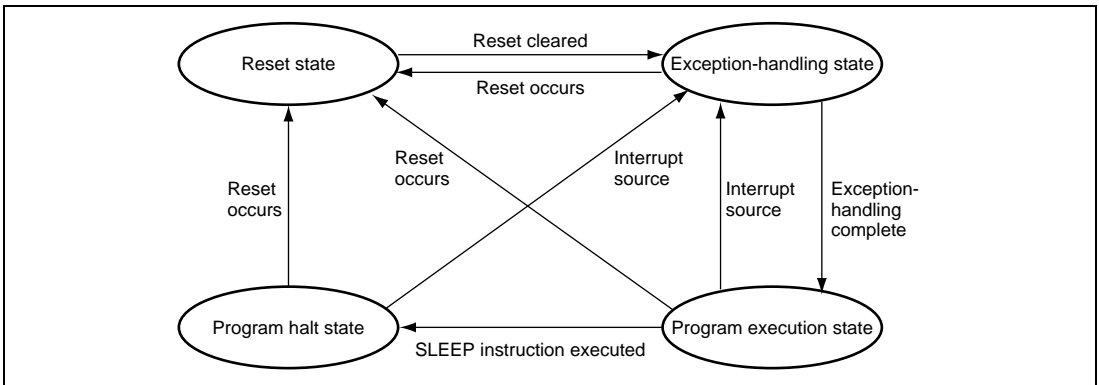 Reset state
Reset cleared
Exception-handling state
Reset occurs
Reset
occurs
Reset
occurs
Interrupt
source
Interrupt
source
Exception-
handling
complete
Program halt state
Program execution state
SLEEP instruction executed